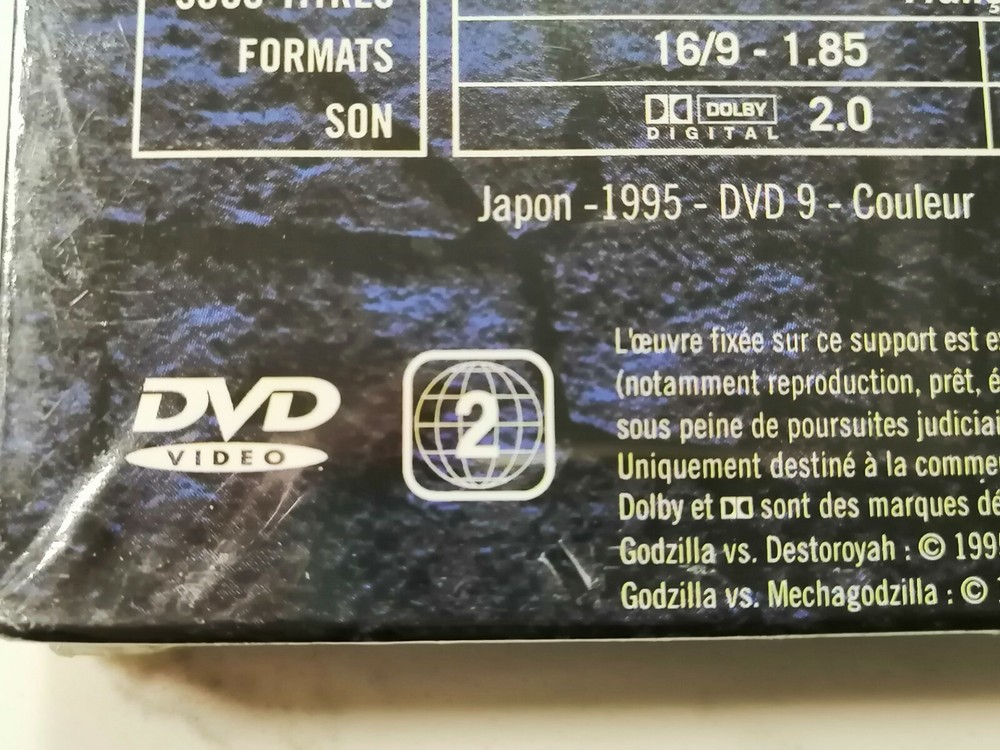 SOUS-TITRES
FORMATS
16/9 - 1.85
SON
DOLBY
DIGITAL
2.0
Japon -1995 - DVD 9 - Couleur
DVD
VIDEO
2
L'œuvre fixée sur ce support est
(notamment reproduction, prêt,
sous peine de poursuites
Uniquement destiné à la
Dolby et sont des marques
Godzilla vs. Destoroyah : ©
Godzilla vs. Mechagodzilla : ©